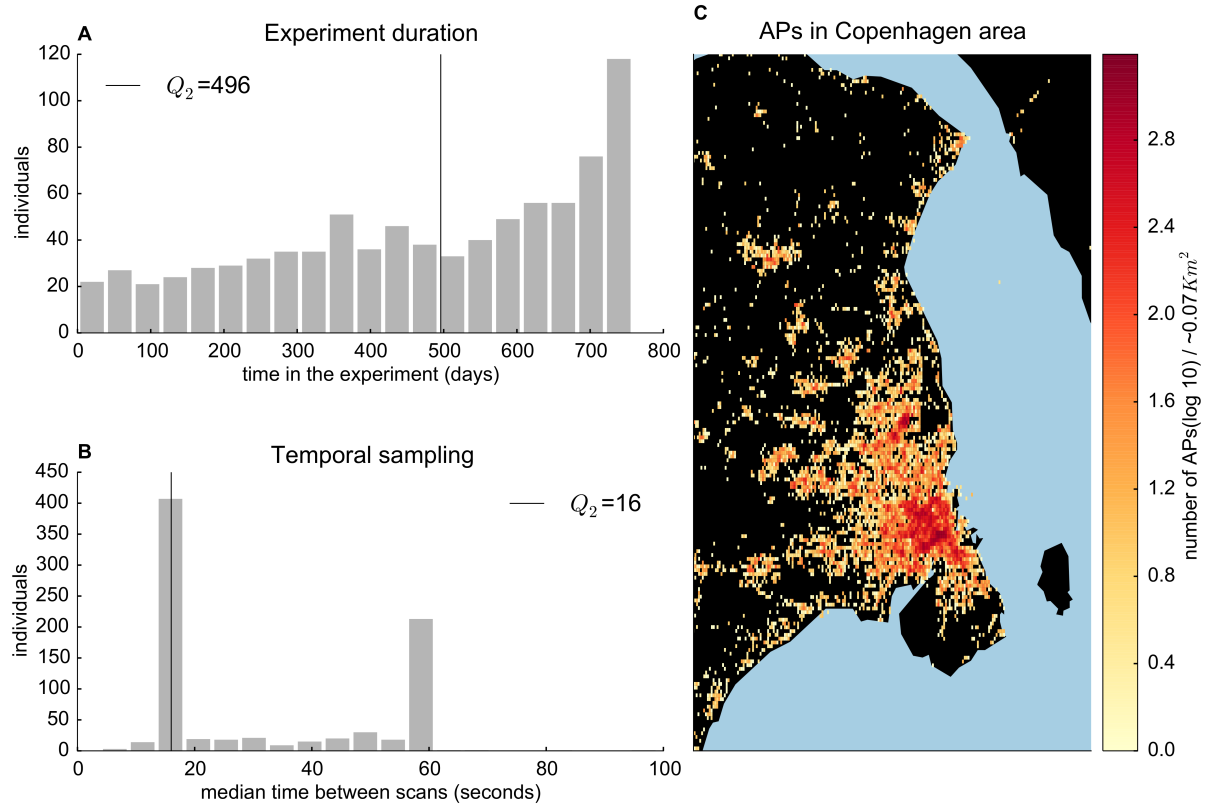 A
Experiment duration
Q2=496
120
100
80
60
40
20
0
individuals
0 100 200 300 400 500 600 700 800
time in the experiment (days)
B
Temporal sampling
Q2=16
450
400
350
300
250
200
150
100
50
0
individuals
0 20 40 60 80 100
median time between scans (seconds)
C
APs in Copenhagen area
2.8
2.4
2.0
1.6
1.2
0.8
0.4
0.0
number of APs(log 10) / ~0.07Km²